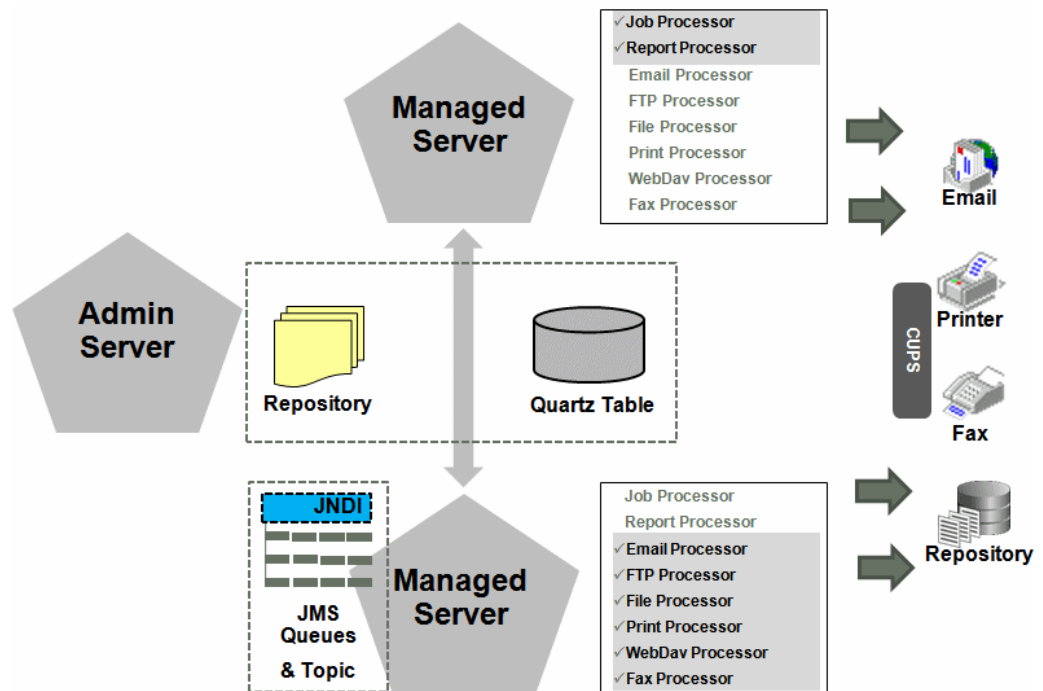 Managed
Server
✓Job Processor
✓Report Processor
Email Processor
FTP Processor
File Processor
Print Processor
WebDav Processor
Fax Processor
Email
Admin
Server
Repository
Quartz Table
CUPS
Printer
Fax
JNDI
JMS
Queues
& Topic
Managed
Server
Job Processor
Report Processor
✓Email Processor
✓FTP Processor
✓File Processor
✓Print Processor
✓WebDav Processor
✓Fax Processor
Repository